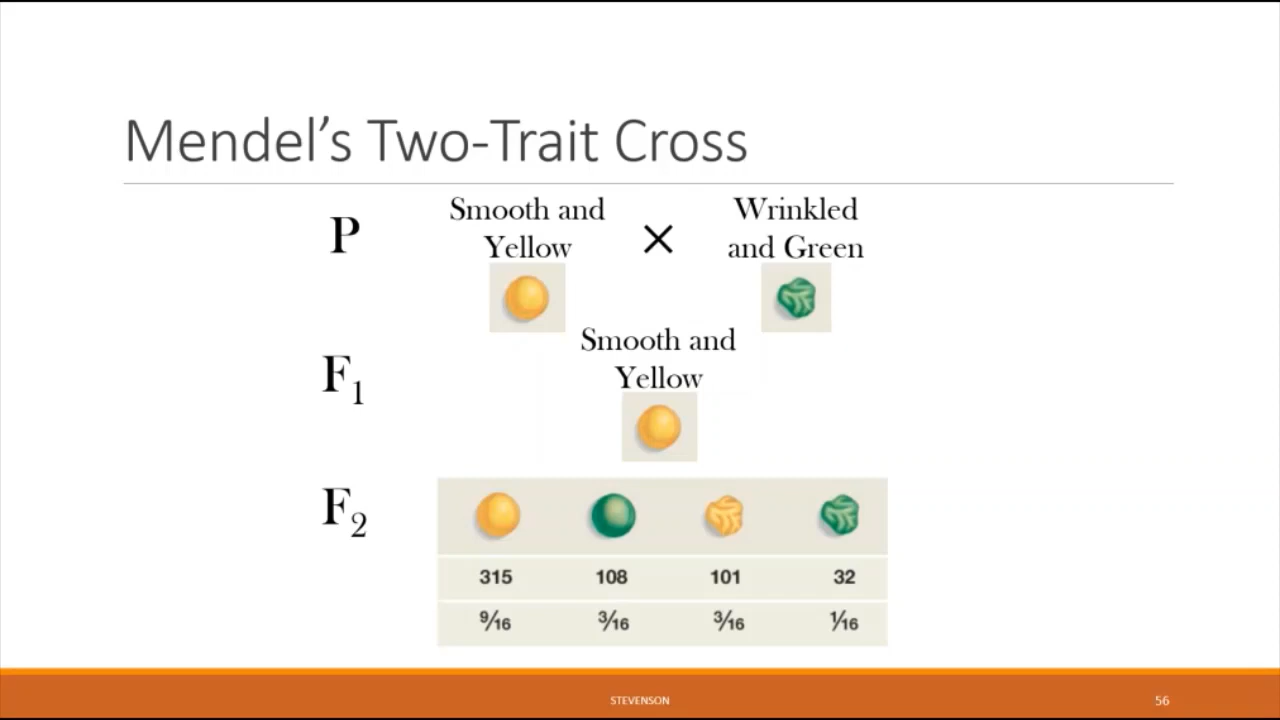 Mendel’s Two-Trait Cross
P
Smooth and
Yellow
×
Wrinkled
and Green
F₁
Smooth and
Yellow
F₂
315 108 101 32
9/16 3/16 3/16 1/16
STEVENSON 56